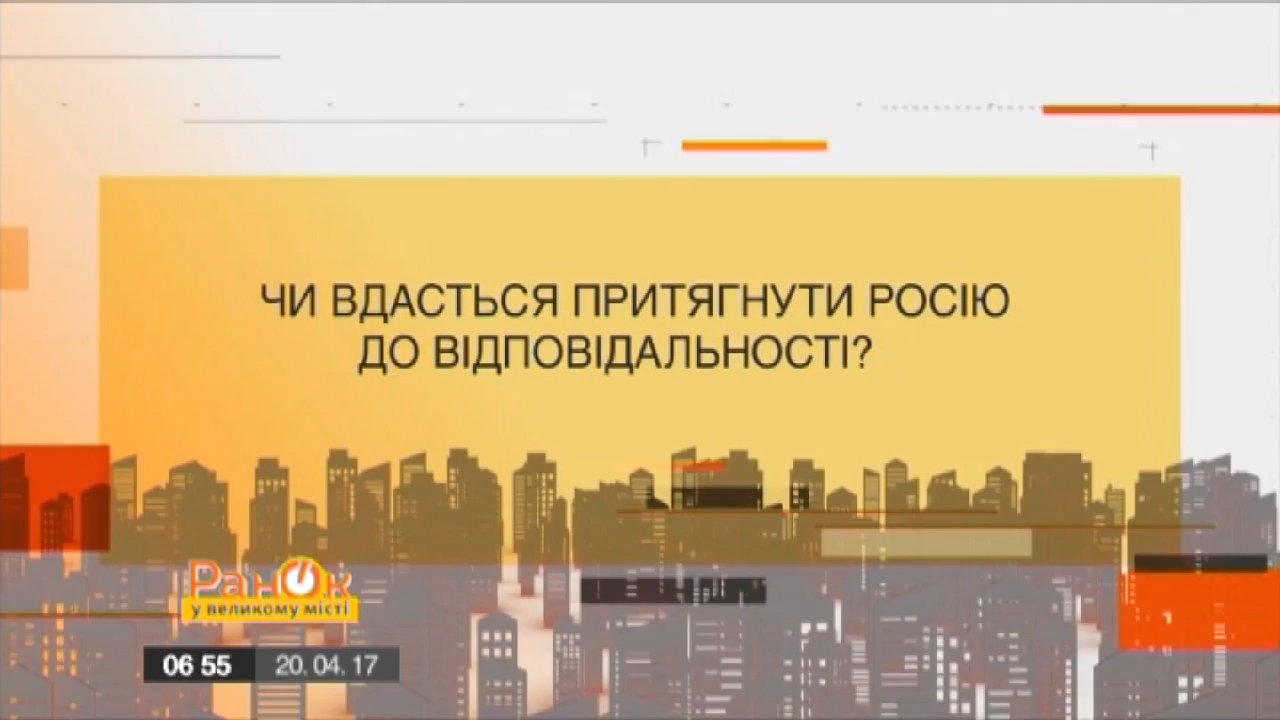 ЧИ ВДАСТЬСЯ ПРИТЯГНУТИ РОСІЮ
ДО ВІДПОВІДАЛЬНОСТІ?
Ранок
у великому місті
06 55 20. 04. 17